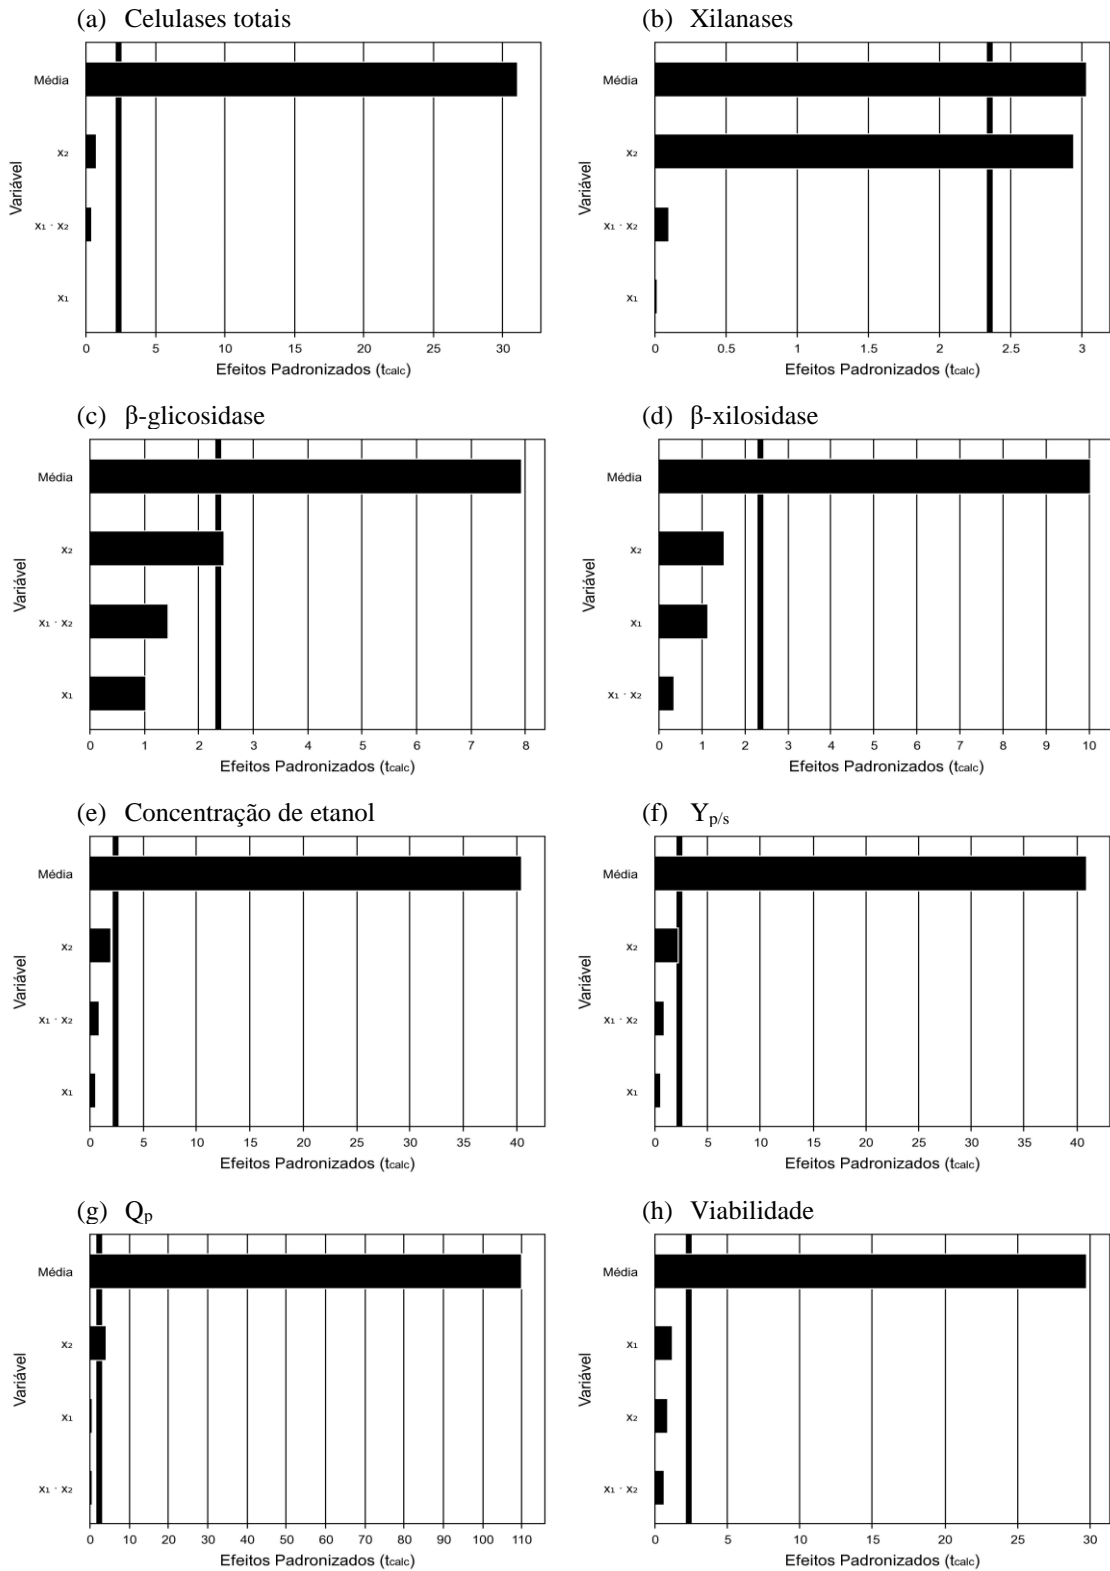 (a) Celulases totais
Média
x₂
x₁ · x₂
x₁
Variável
0 5 10 15 20 25 30
Efeitos Padronizados (tcalc)
(b) Xilanases
Média
x₂
x₁ · x₂
x₁
Variável
0 0.5 1 1.5 2 2.5 3
Efeitos Padronizados (tcalc)
(c) β-glicosidase
Média
x₂
x₁ · x₂
x₁
Variável
0 1 2 3 4 5 6 7 8
Efeitos Padronizados (tcalc)
(d) β-xilosidase
Média
x₂
x₁
x₁ · x₂
Variável
0 1 2 3 4 5 6 7 8 9 10
Efeitos Padronizados (tcalc)
(e) Concentração de etanol
Média
x₂
x₁ · x₂
x₁
Variável
0 5 10 15 20 25 30 35 40
Efeitos Padronizados (tcalc)
(f) Yp/s
Média
x₂
x₁ · x₂
x₁
Variável
0 5 10 15 20 25 30 35 40
Efeitos Padronizados (tcalc)
(g) Qp
Média
x₂
x₁
x₁ · x₂
Variável
0 10 20 30 40 50 60 70 80 90 100 110
Efeitos Padronizados (tcalc)
(h) Viabilidade
Média
x₁
x₂
x₁ · x₂
Variável
0 5 10 15 20 25 30
Efeitos Padronizados (tcalc)